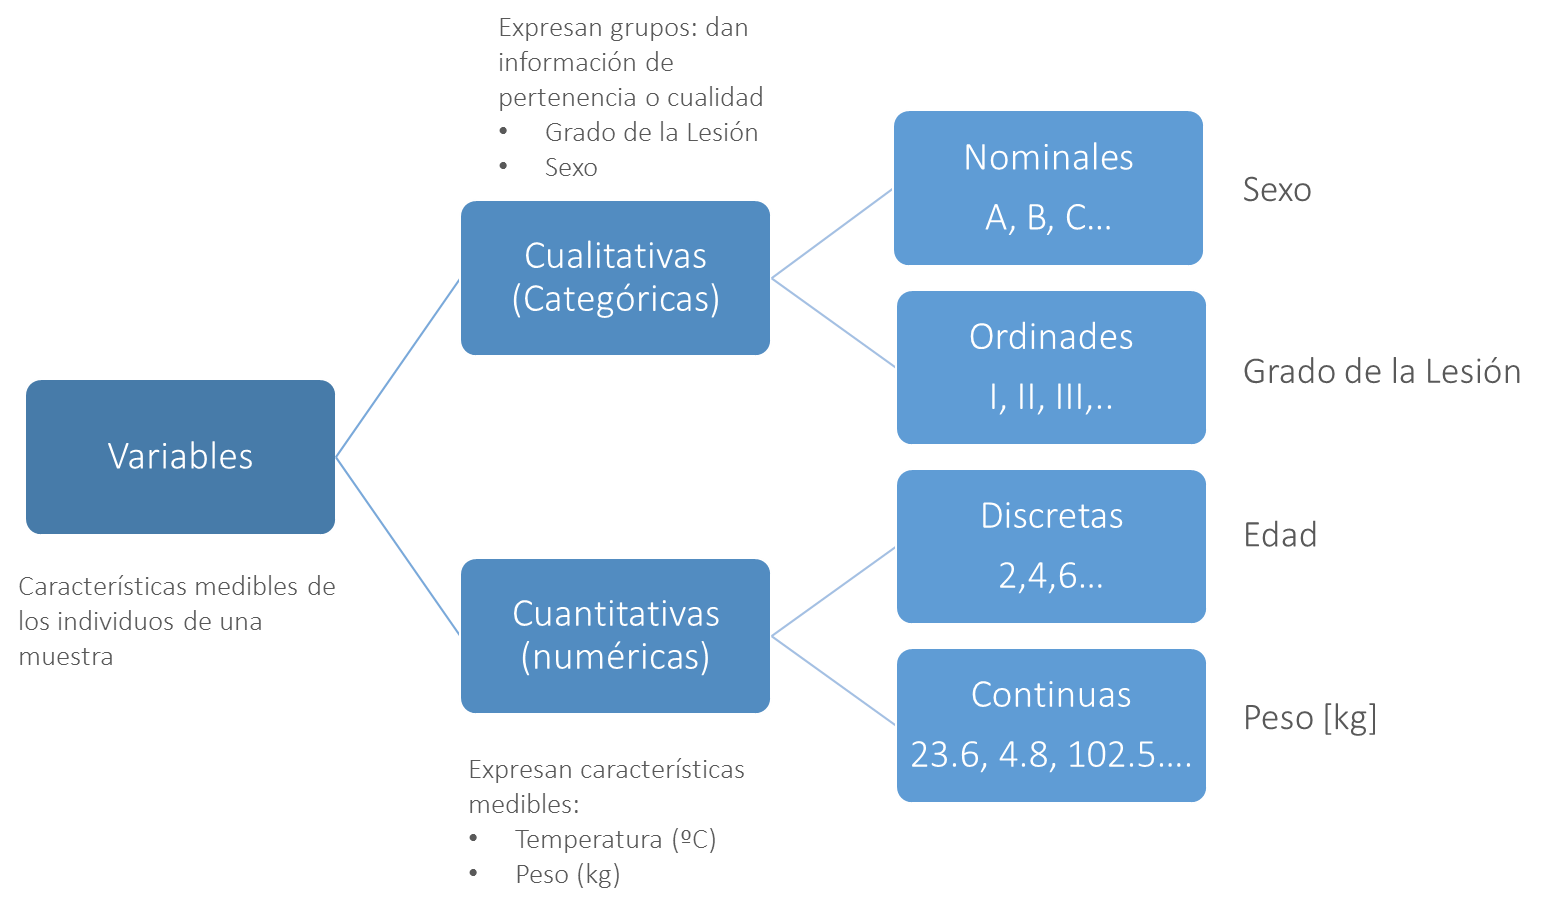 Expresan grupos: dan
información de
pertenencia o cualidad
• Grado de la Lesión
• Sexo
Cualitativas
(Categóricas)
Nominales
A, B, C...
Sexo
Ordinades
I, II, III,..
Grado de la Lesión
Variables
Características medibles de
los individuos de una
muestra
Cuantitativas
(numéricas)
Expresan características
medibles:
• Temperatura (ºC)
• Peso (kg)
Discretas
2,4,6...
Edad
Continuas
23.6, 4.8, 102.5....
Peso [kg]